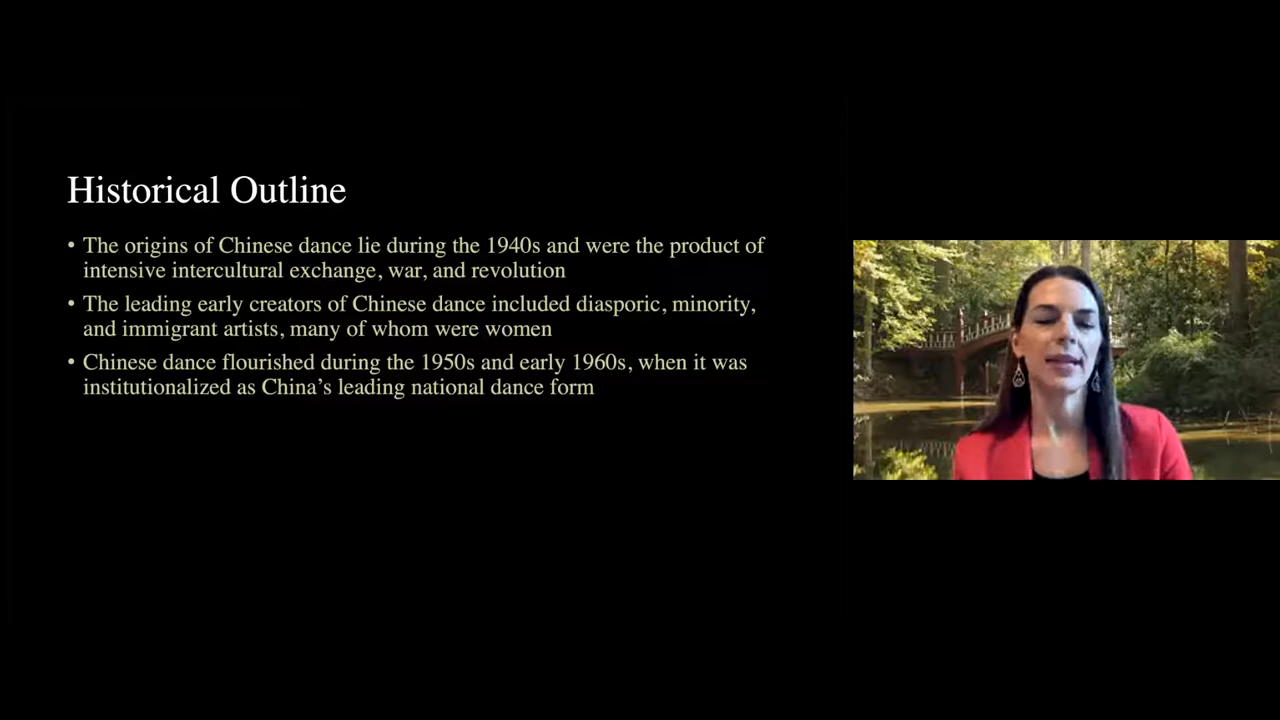 Historical Outline
• The origins of Chinese dance lie during the 1940s and were the product of
intensive intercultural exchange, war, and revolution
• The leading early creators of Chinese dance included diasporic, minority,
and immigrant artists, many of whom were women
• Chinese dance flourished during the 1950s and early 1960s, when it was
institutionalized as China’s leading national dance form